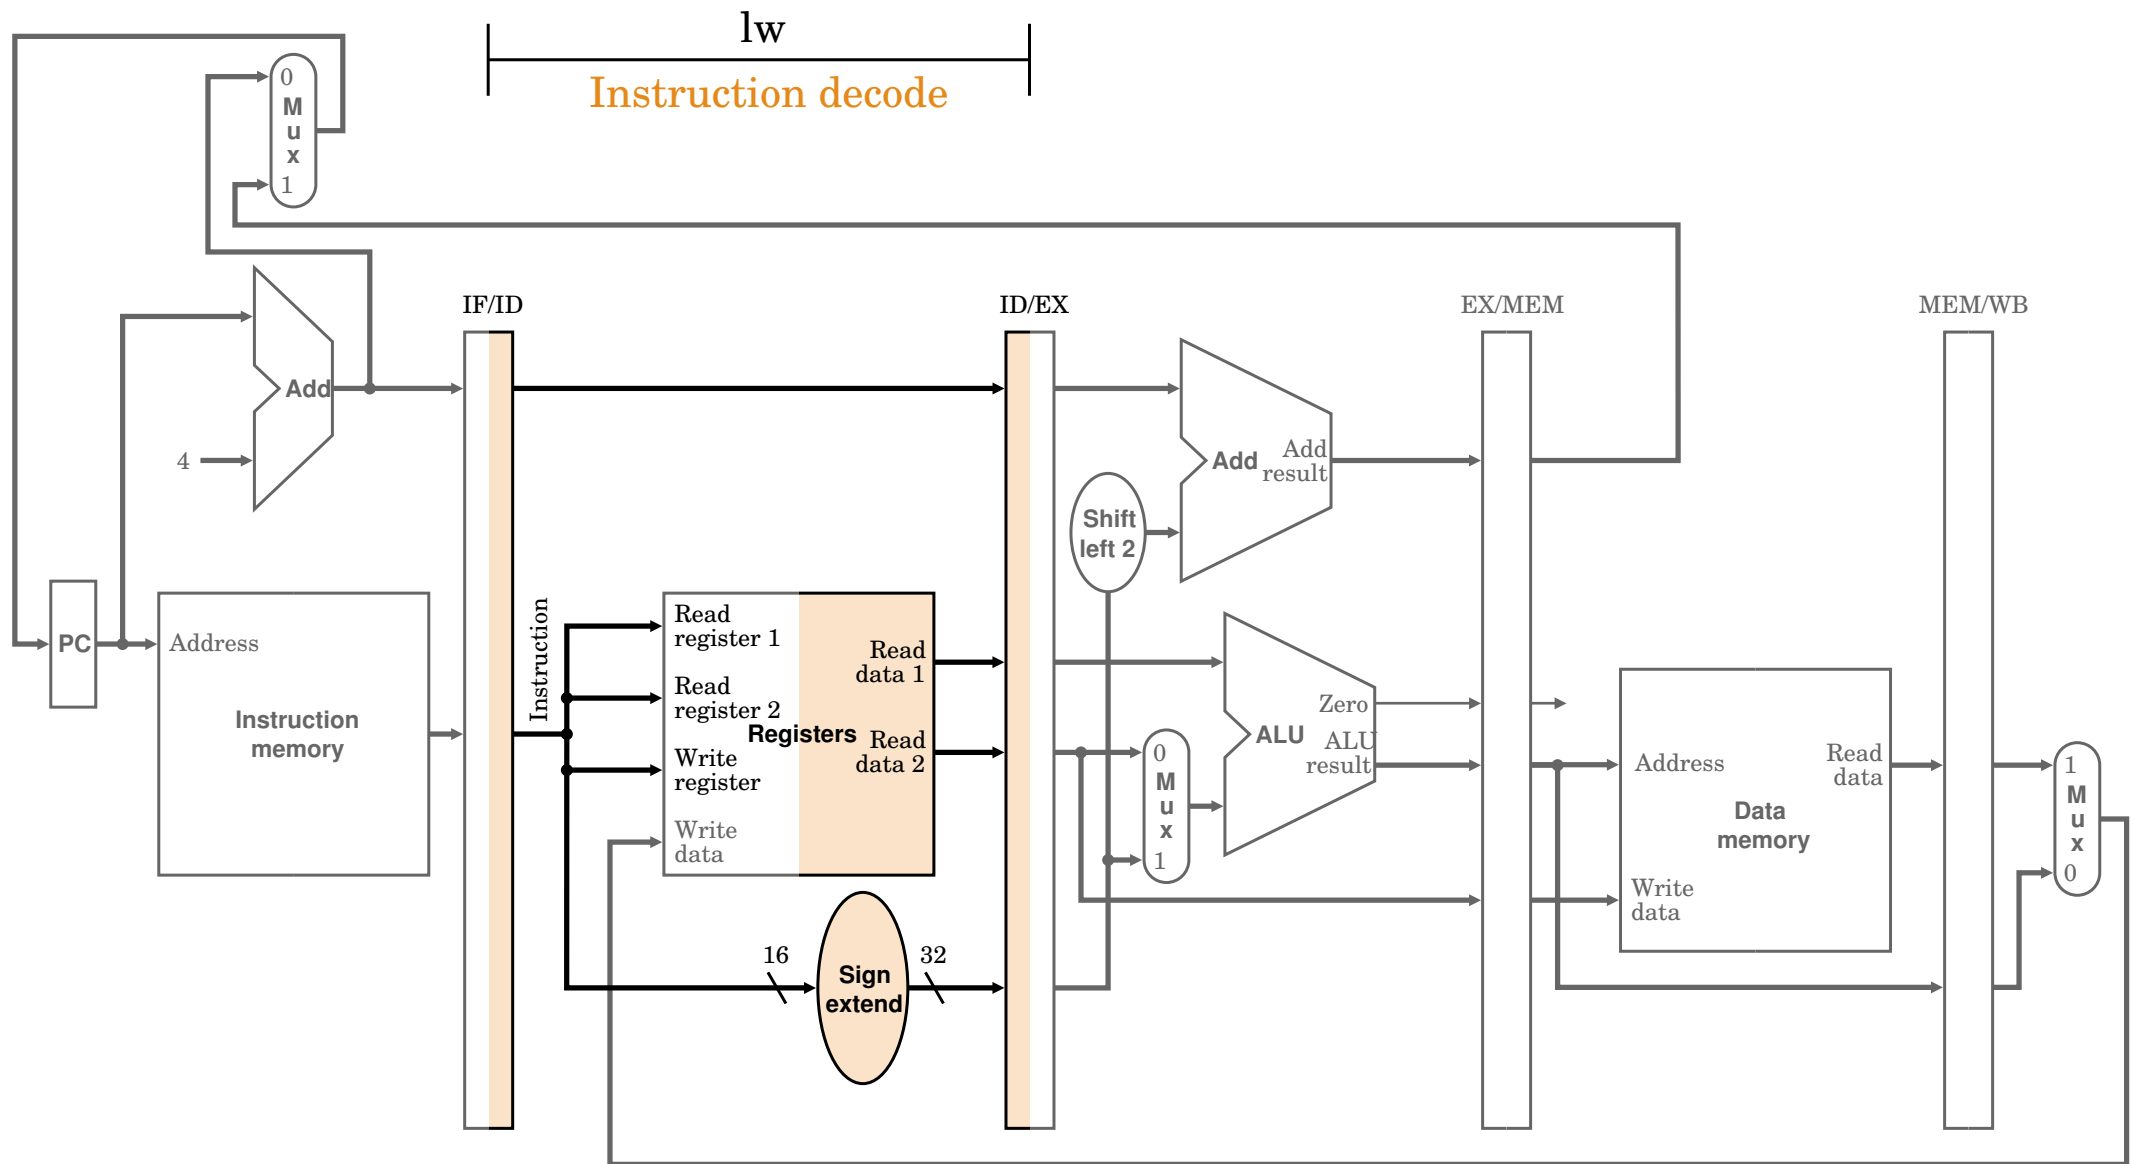 lw
Instruction decode
0
M
u
x
1
IF/ID
ID/EX
EX/MEM
MEM/WB
Add
4
Add
Add
result
Shift
left 2
PC
Address
Instruction
memory
Instruction
Read
register 1
Read
register 2
Write
register
Write
data
Registers
Read
data 1
Read
data 2
16
Sign
extend
32
0
M
u
x
1
Zero
ALU
ALU
result
Address
Read
data
Data
memory
Write
data
1
M
u
x
0